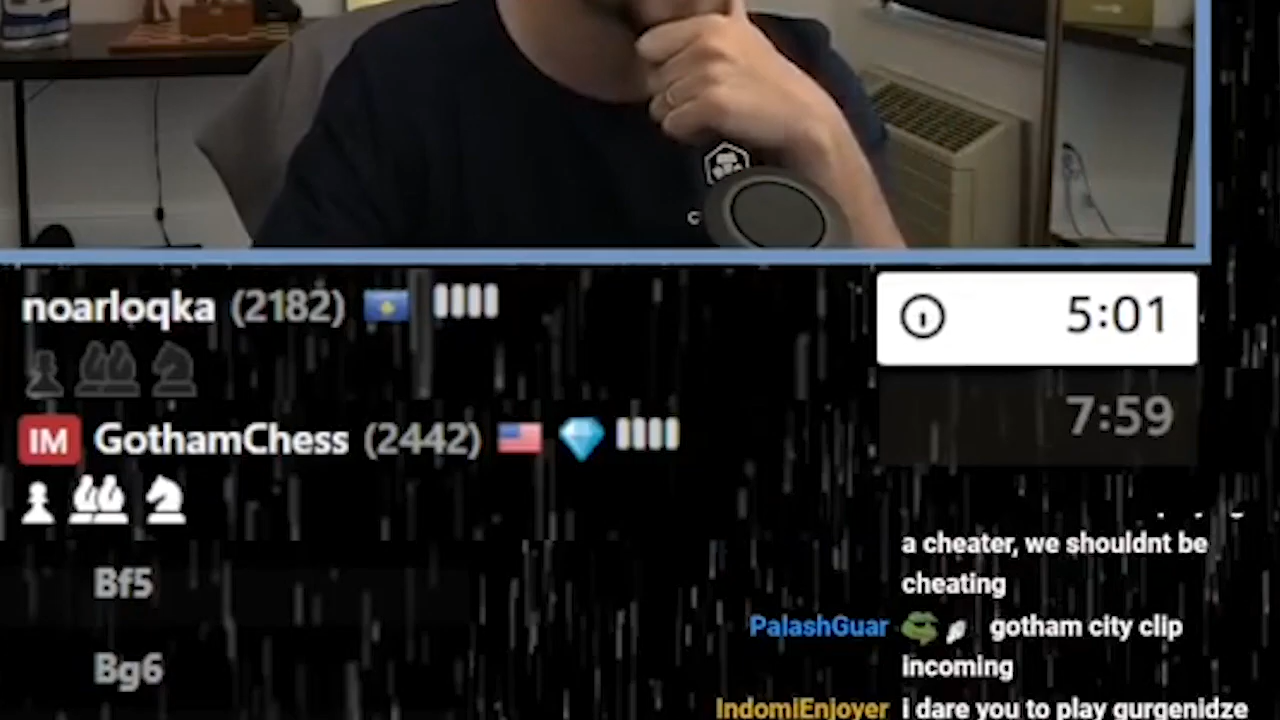 noarloqka (2182)
5:01
IM GothamChess (2442)
7:59
Bf5
Bg6
a cheater, we shouldnt be
cheating
PalashGuar gotham city clip
incoming
IndomiEnjoyer i dare you to play gurgenidze